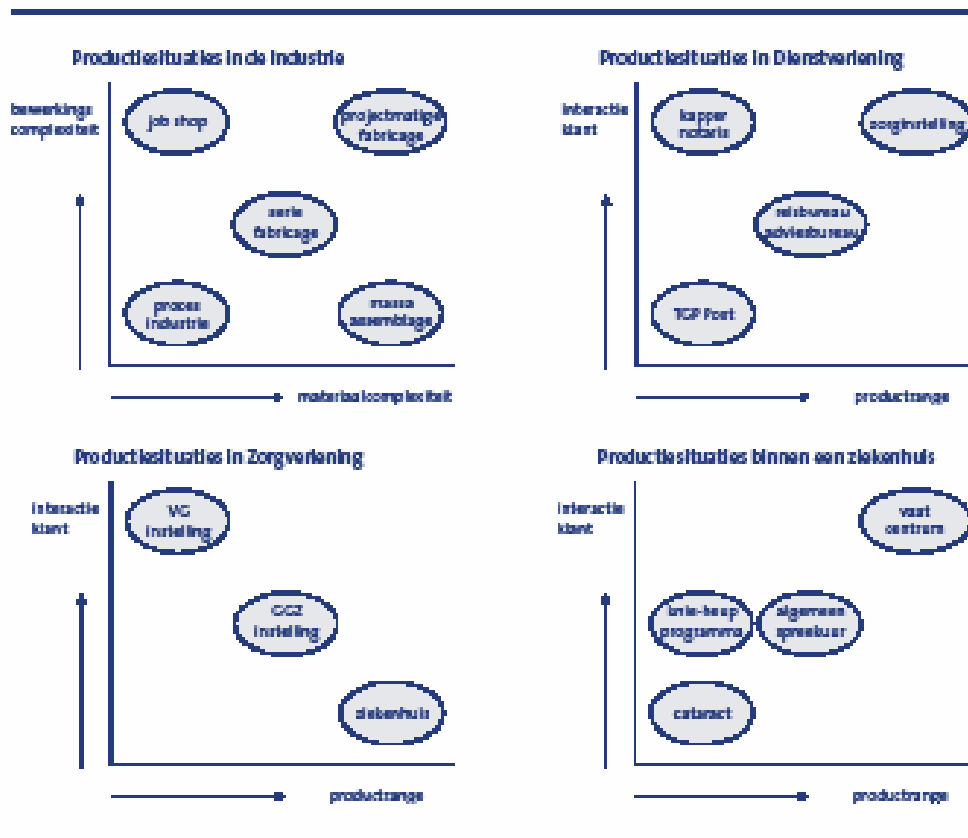 Productiesituaties in de industrie
bewerkings
complexiteit
job shop
projectmatige
fabricage
serie
fabricage
proces
industrie
massa
assemblage
materiaalcomplexiteit
Productiesituaties in Dienstverlening
interactie
klant
kapper
notaris
zorginstelling
reisbureau
adviesbureau
TGP Post
productrange
Productiesituaties in Zorgverlening
interactie
klant
VG
instelling
GGZ
instelling
ziekenhuis
productrange
Productiesituaties binnen een ziekenhuis
interactie
klant
vaat
centrum
knie-heup
programma
algemeen
spreekuur
cataract
productrange